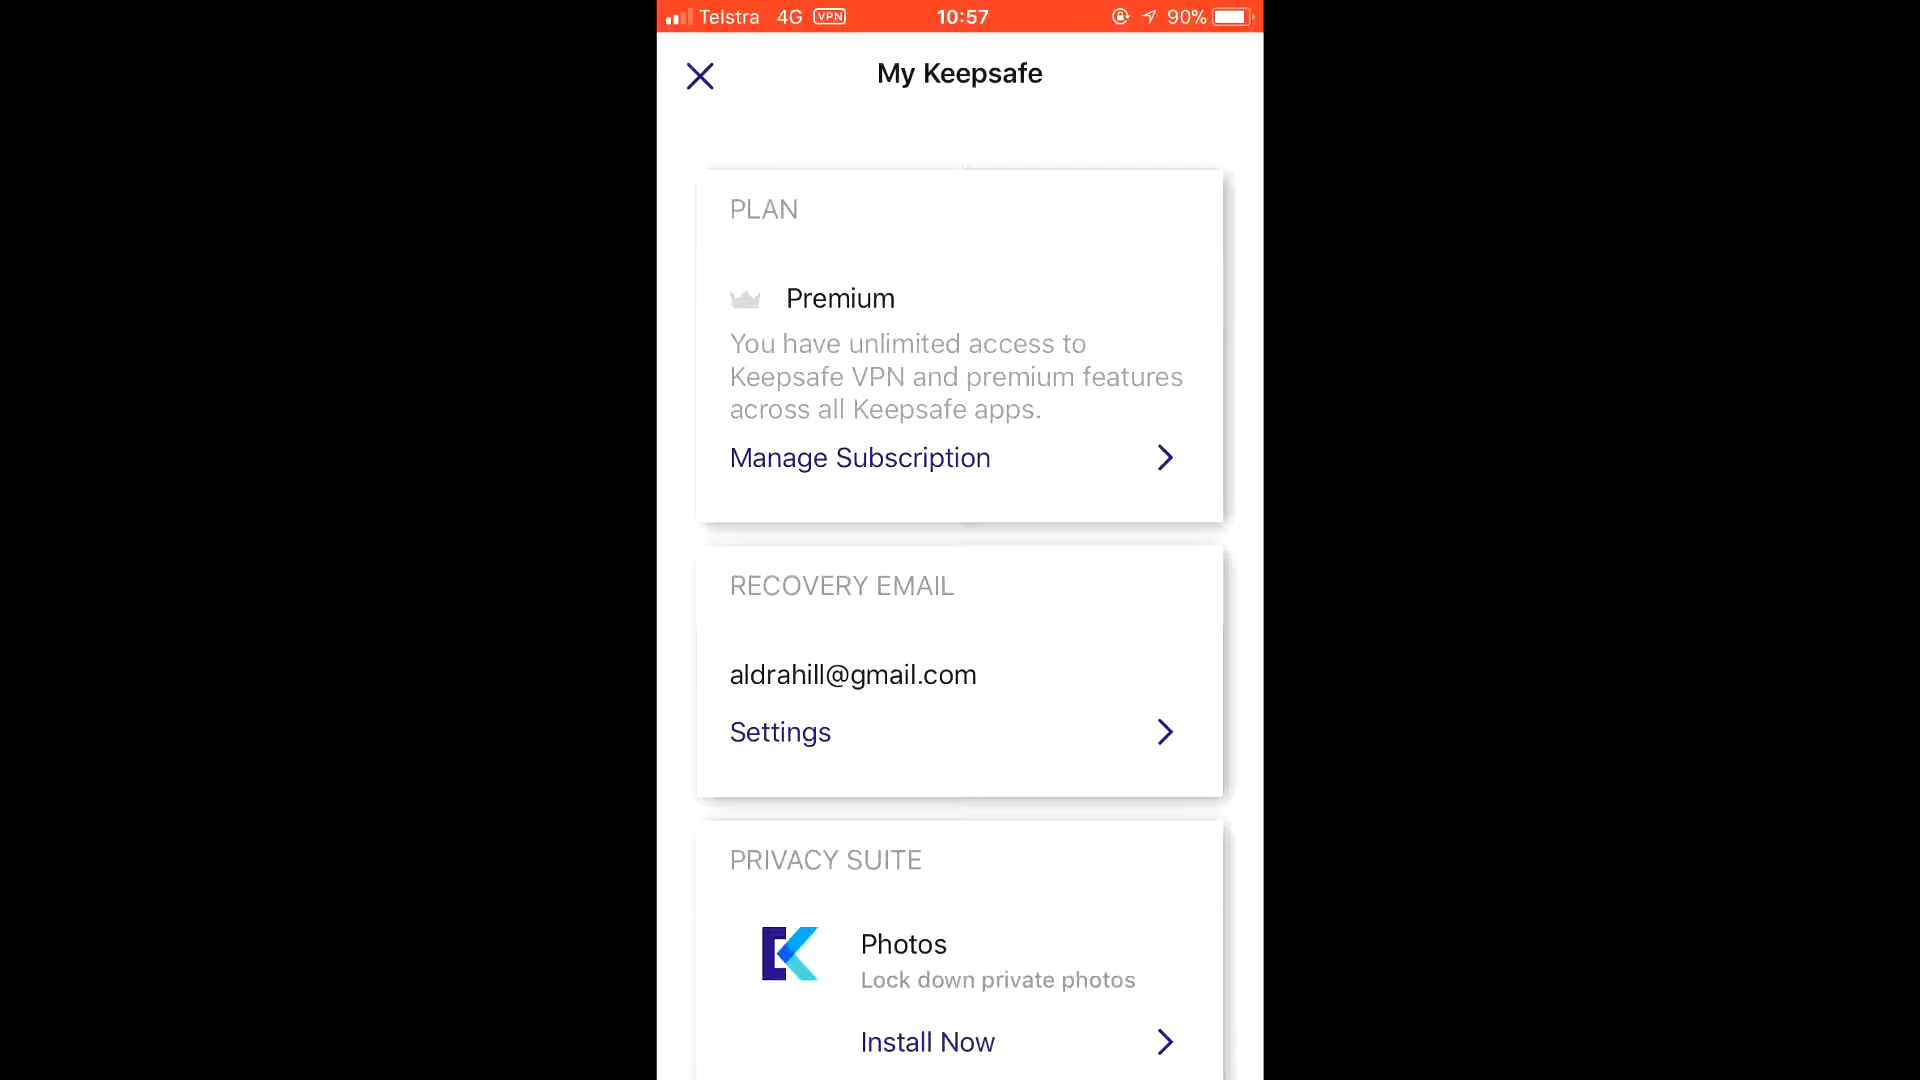 Telstra 4G VPN 10:57 90%
My Keepsafe
PLAN
Premium
You have unlimited access to
Keepsafe VPN and premium features
across all Keepsafe apps.
Manage Subscription
RECOVERY EMAIL
aldrahill@gmail.com
Settings
PRIVACY SUITE
Photos
Lock down private photos
Install Now